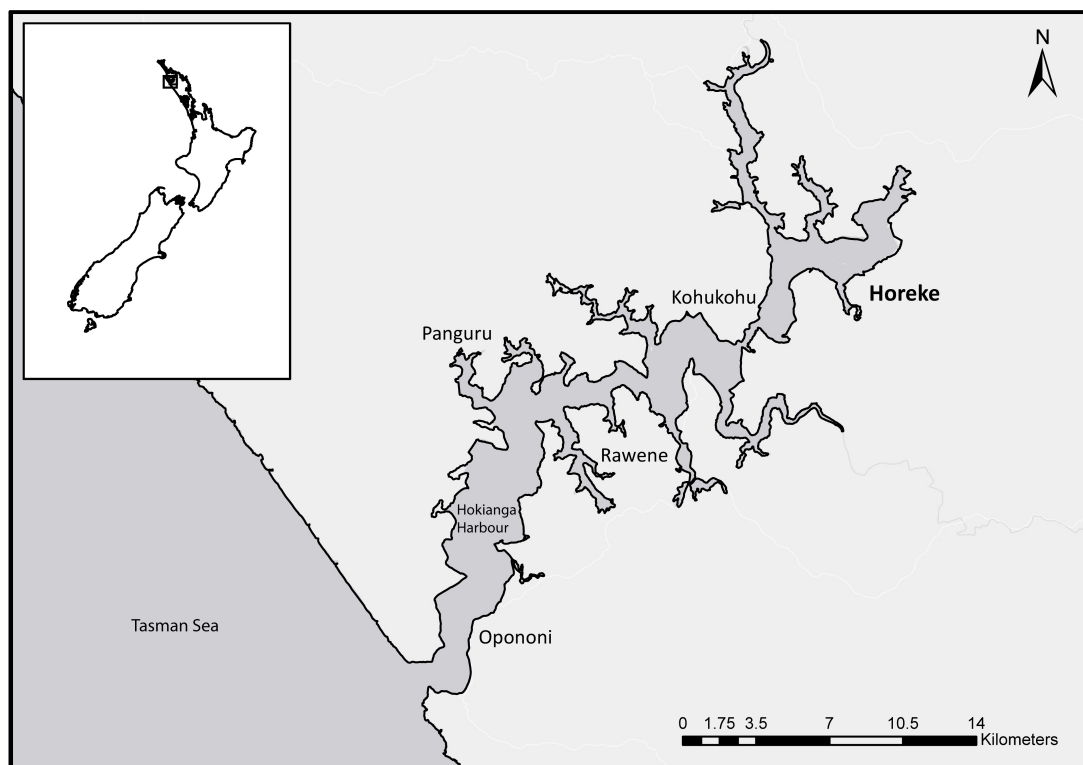 N
Kohukohu
Horeke
Panguru
Rawene
Hokianga
Harbour
Tasman Sea
Opononi
0 1.75 3.5 7 10.5 14
Kilometers